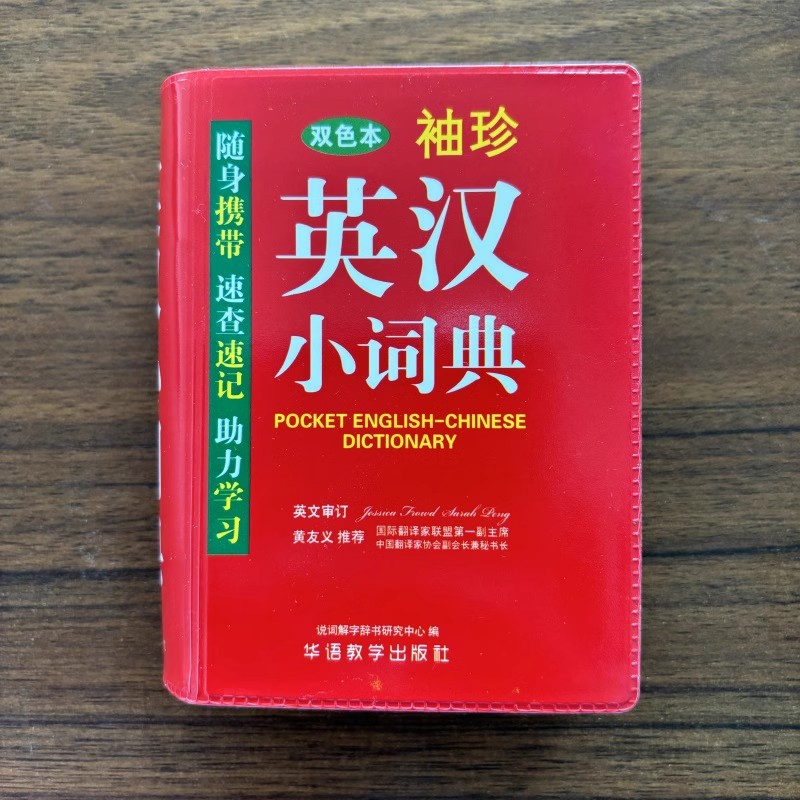 双色本 袖珍
英汉
小词典
POCKET ENGLISH-CHINESE
DICTIONARY
随身携带 速查速记 助力学习
英文审订 Jessica Frowd Sarah Peng
黄友义 推荐 国际翻译家联盟第一副主席
中国翻译家协会副会长兼秘书长
说词解字辞书研究中心 编
华语教学出版社